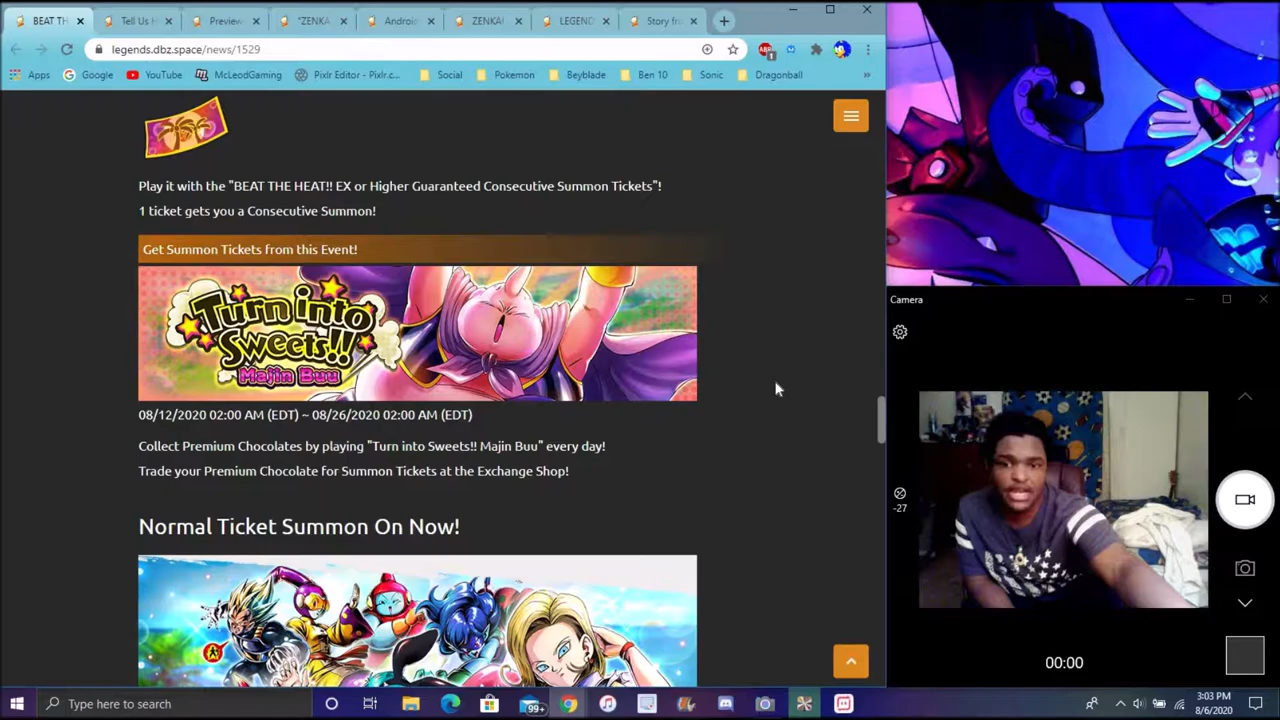 BEAT TH
Tell Us H
Preview
"ZENKA
Android
ZENKAI
LEGEND
Story fro
legends.dbz.space/news/1529
ABP
1
Apps
Google
YouTube
McLeodGaming
Pixlr Editor - Pixlr.c...
Social
Pokemon
Beyblade
Ben 10
Sonic
Dragonball
Play it with the "BEAT THE HEAT!! EX or Higher Guaranteed Consecutive Summon Tickets"!
1 ticket gets you a Consecutive Summon!
Get Summon Tickets from this Event!
Turn into
Sweets!!
Majin Buu
08/12/2020 02:00 AM (EDT) ~ 08/26/2020 02:00 AM (EDT)
Collect Premium Chocolates by playing "Turn into Sweets!! Majin Buu" every day!
Trade your Premium Chocolate for Summon Tickets at the Exchange Shop!
Normal Ticket Summon On Now!
Camera
-27
00:00
Type here to search
99+
3:03 PM
8/6/2020